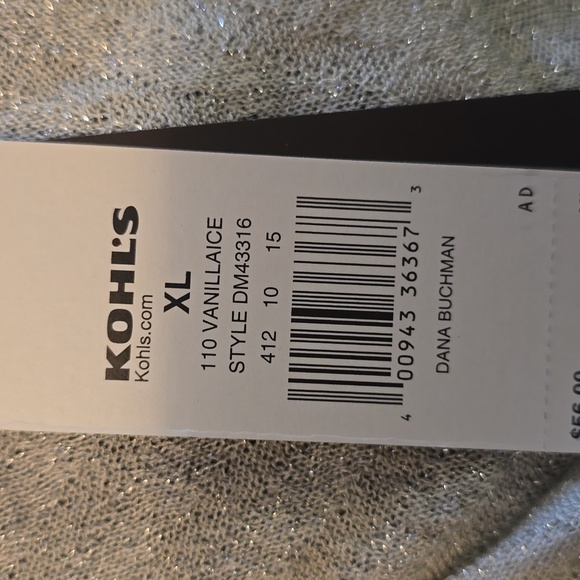 KOHL'S
Kohls.com
XL
110 VANILLAICE
STYLE DM43316
412 10 15
4 00943 36367 3
DANA BUCHMAN
AD